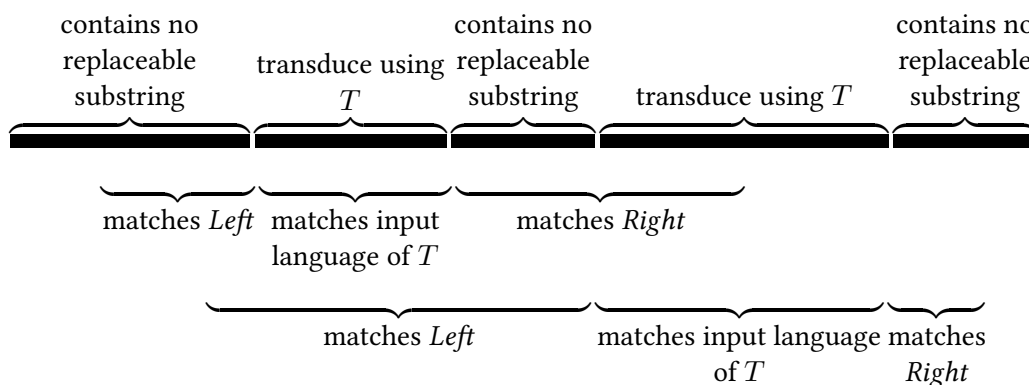 contains no
replaceable
substring
transduce using
T
contains no
replaceable
substring
transduce using T
contains no
replaceable
substring
matches Left
matches input
language of T
matches Right
matches Left
matches input language
of T
matches
Right